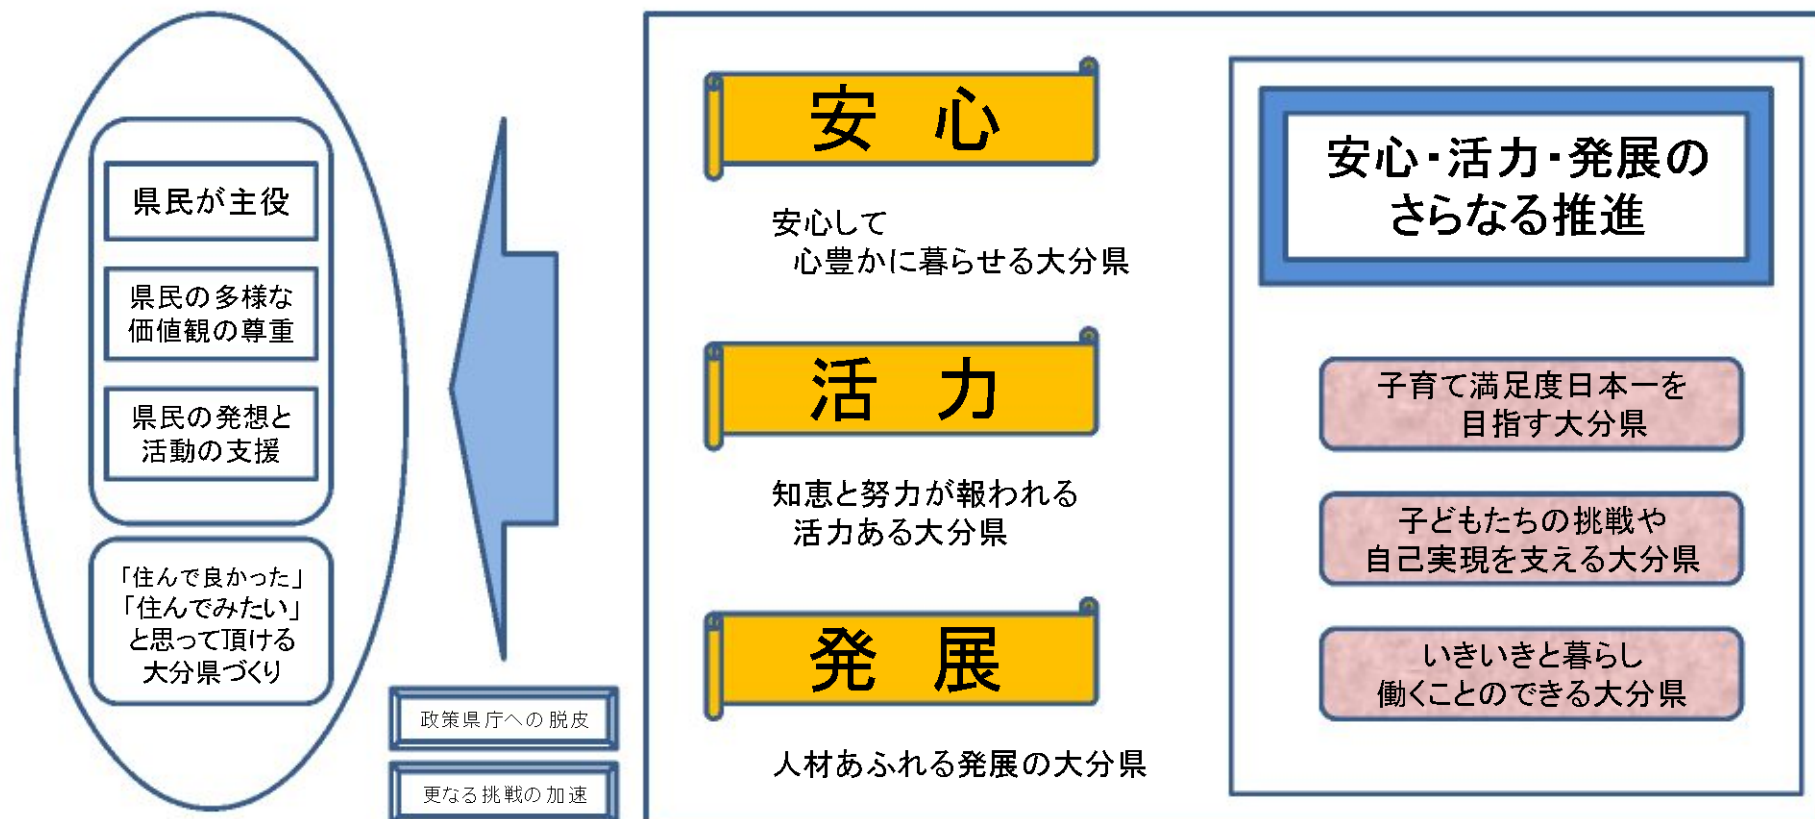 県民が主役
県民の多様な
価値観の尊重
県民の発想と
活動の支援
「住んで良かった」
「住んでみたい」
と思って頂ける
大分県づくり
政策県庁への脱皮
更なる挑戦の加速
安 心
安心して
心豊かに暮らせる大分県
活 力
知恵と努力が報われる
活力ある大分県
発 展
人材あふれる発展の大分県
安心・活力・発展の
さらなる推進
子育て満足度日本一を
目指す大分県
子どもたちの挑戦や
自己実現を支える大分県
いきいきと暮らし
働くことのできる大分県